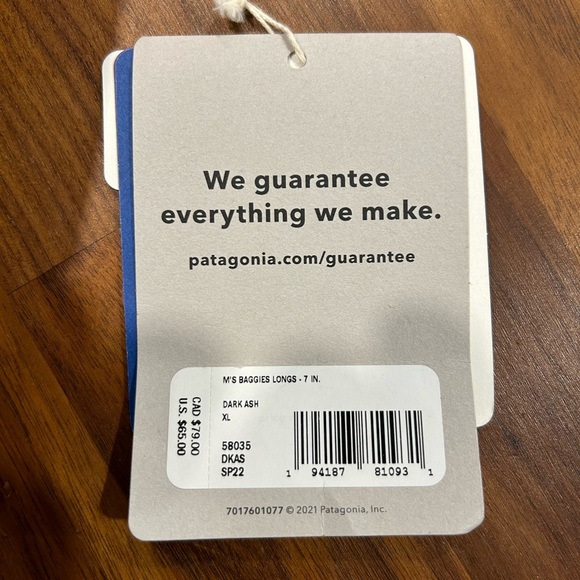 We guarantee
everything we make.
patagonia.com/guarantee
M'S BAGGIES LONGS - 7 IN.
DARK ASH
XL
58035
DKAS
SP22
CAD $79.00
U.S. $65.00
1 94187 81093 1
7017601077 © 2021 Patagonia, Inc.